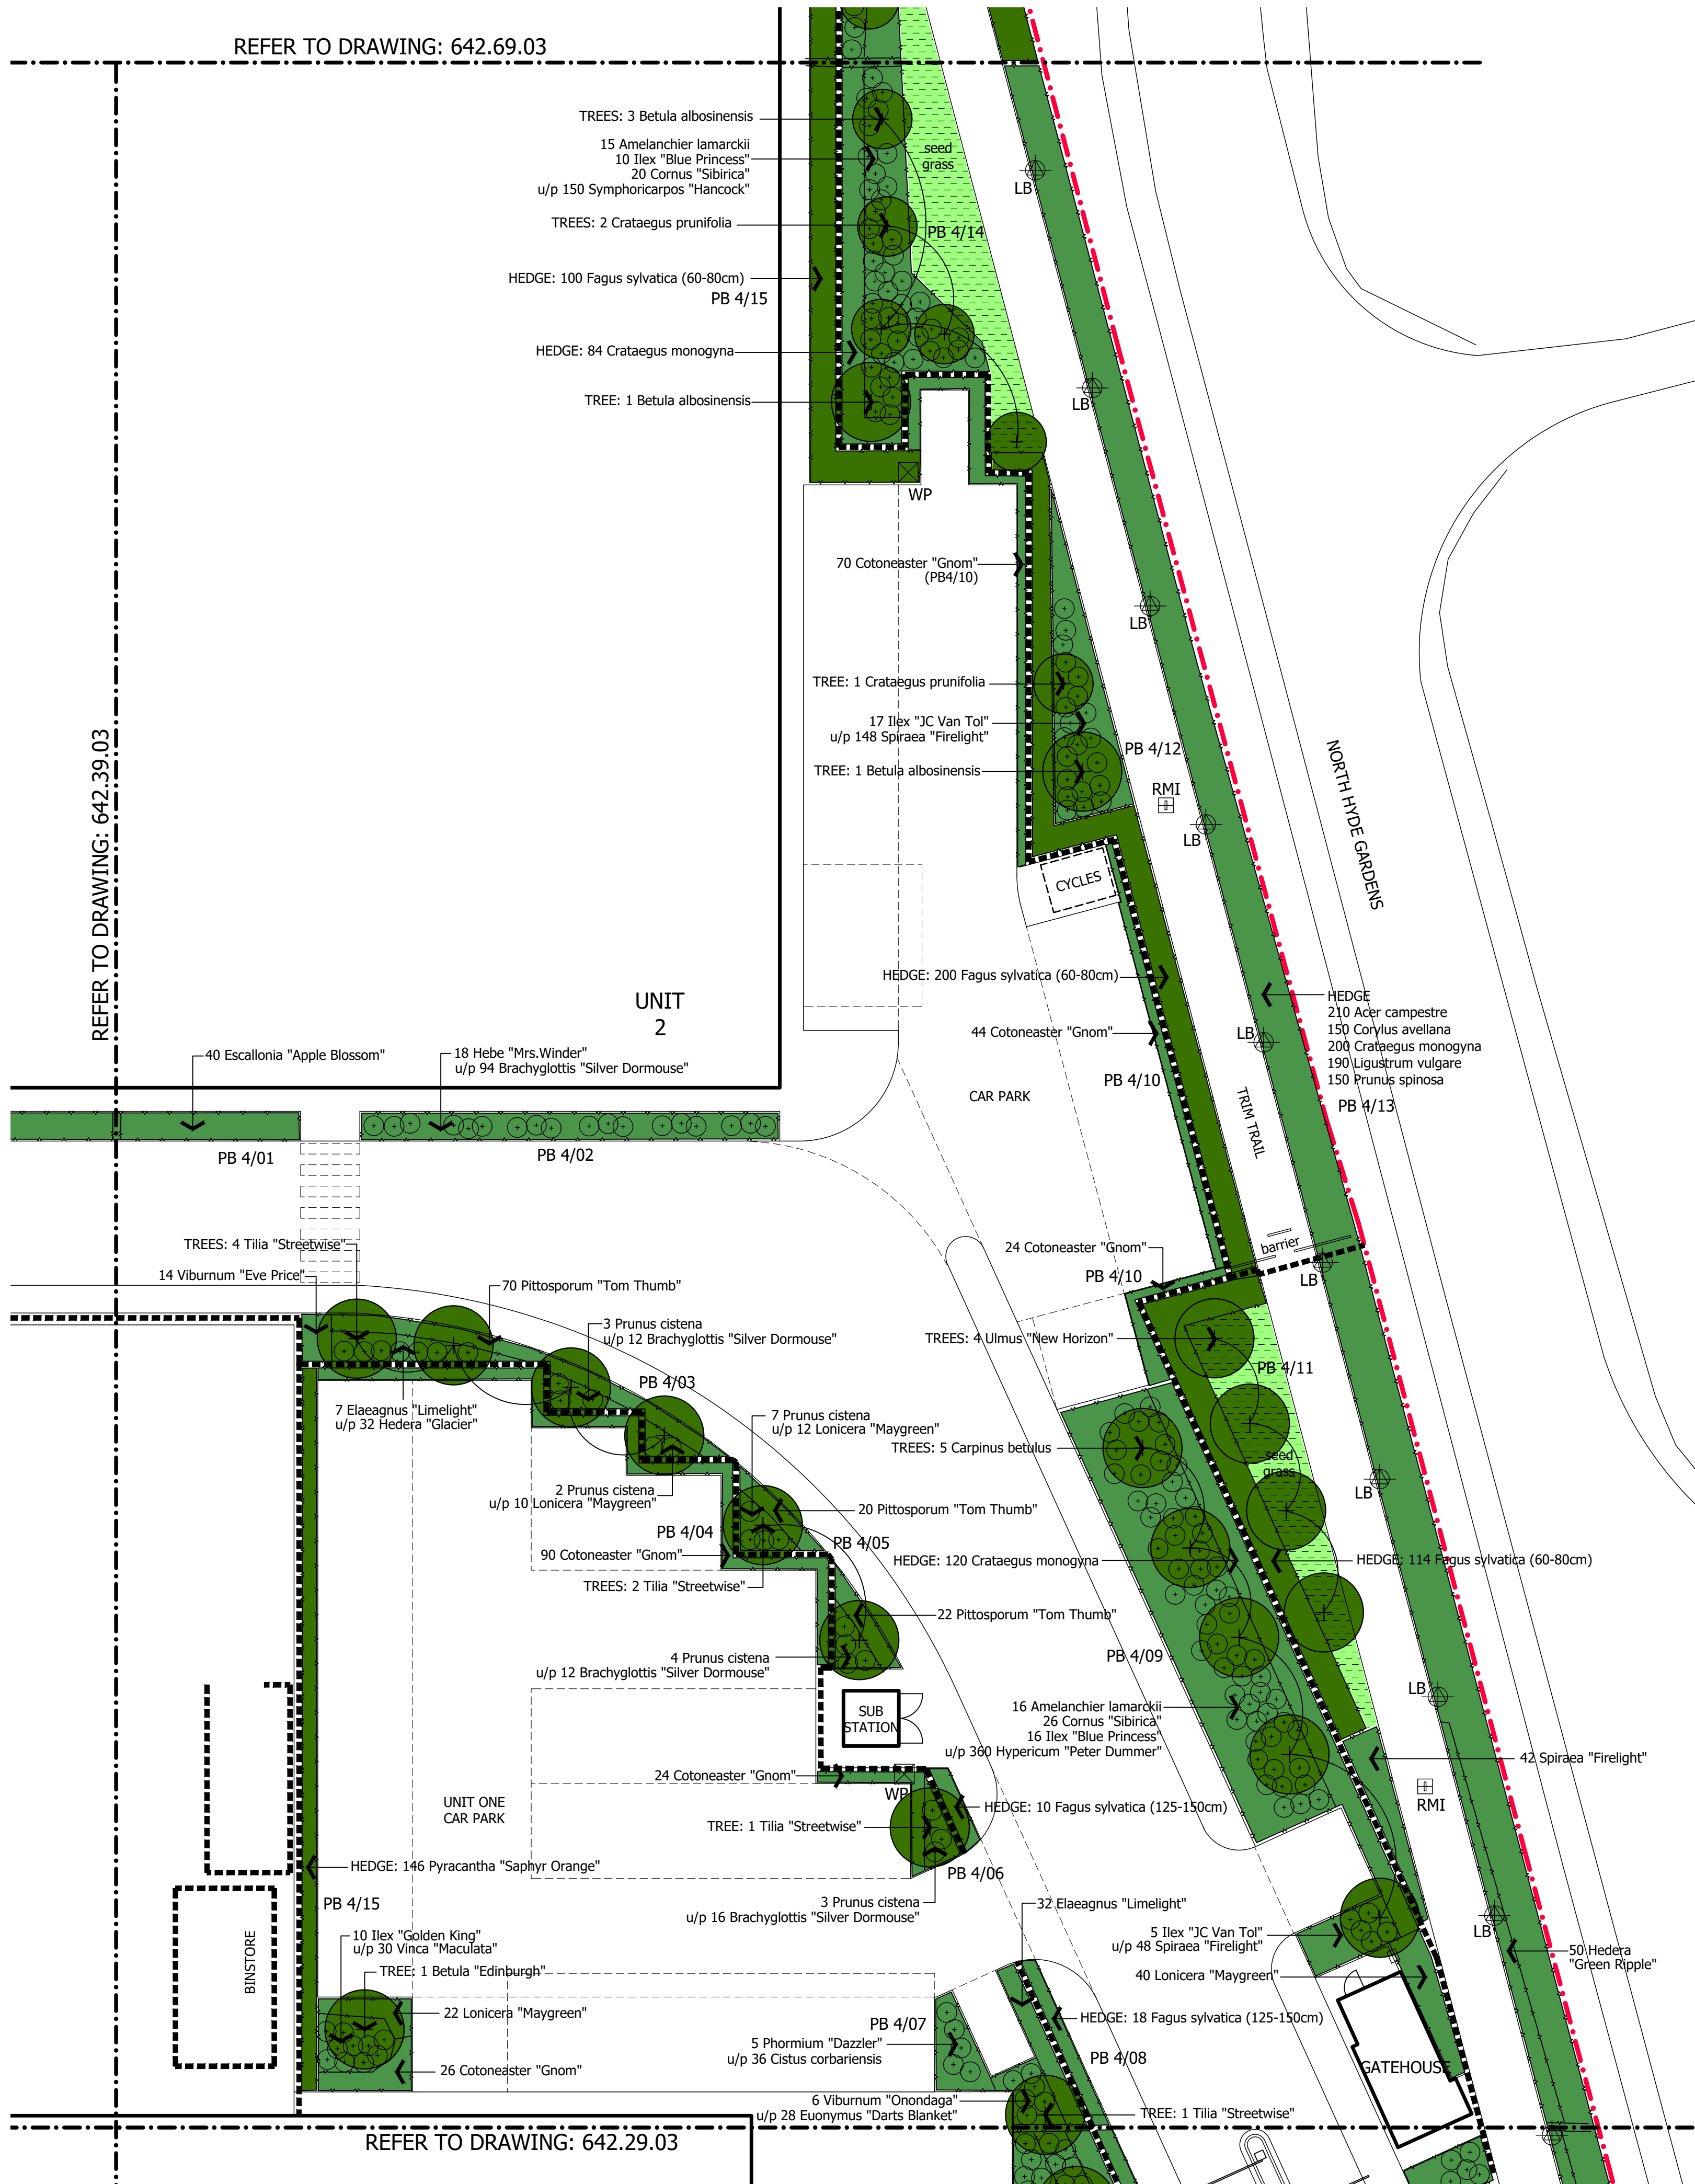 REFER TO DRAWING: 642.69.03
TREES: 3 Betula albosinensis
15 Amelanchier lamarckii
10 Ilex "Blue Princess"
20 Cornus "Sibirica"
u/p 150 Symphoricarpos "Hancock"
seed
grass
LB
TREES: 2 Crataegus prunifolia
PB 4/14
HEDGE: 100 Fagus sylvatica (60-80cm)
PB 4/15
HEDGE: 84 Crataegus monogyna
TREE: 1 Betula albosinensis
LB
WP
70 Cotoneaster "Gnom"
(PB4/10)
LB
TREE: 1 Crataegus prunifolia
17 Ilex "JC Van Tol"
u/p 148 Spiraea "Firelight"
PB 4/12
TREE: 1 Betula albosinensis
RMI
LB
NORTH HYDE GARDENS
REFER TO DRAWING: 642.39.03
CYCLES
HEDGE: 200 Fagus sylvatica (60-80cm)
UNIT
2
HEDGE
210 Acer campestre
150 Corylus avellana
200 Crataegus monogyna
190 Ligustrum vulgare
150 Prunus spinosa
PB 4/13
44 Cotoneaster "Gnom"
LB
40 Escallonia "Apple Blossom"
18 Hebe "Mrs.Winder"
u/p 94 Brachyglottis "Silver Dormouse"
PB 4/10
CAR PARK
TRIM TRAIL
PB 4/01
PB 4/02
TREES: 4 Tilia "Streetwise"
24 Cotoneaster "Gnom"
barrier
14 Viburnum "Eve Price"
70 Pittosporum "Tom Thumb"
PB 4/10
LB
3 Prunus cistena
u/p 12 Brachyglottis "Silver Dormouse"
TREES: 4 Ulmus "New Horizon"
PB 4/11
PB 4/03
7 Elaeagnus "Limelight"
u/p 32 Hedera "Glacier"
7 Prunus cistena
u/p 12 Lonicera "Maygreen"
TREES: 5 Carpinus betulus
seed
grass
2 Prunus cistena
u/p 10 Lonicera "Maygreen"
LB
20 Pittosporum "Tom Thumb"
PB 4/04
PB 4/05
90 Cotoneaster "Gnom"
HEDGE: 120 Crataegus monogyna
HEDGE: 114 Fagus sylvatica (60-80cm)
TREES: 2 Tilia "Streetwise"
22 Pittosporum "Tom Thumb"
4 Prunus cistena
u/p 12 Brachyglottis "Silver Dormouse"
PB 4/09
LB
SUB
STATION
16 Amelanchier lamarckii
26 Cornus "Sibirica"
16 Ilex "Blue Princess"
u/p 360 Hypericum "Peter Dummer"
42 Spiraea "Firelight"
24 Cotoneaster "Gnom"
WP
UNIT ONE
CAR PARK
HEDGE: 10 Fagus sylvatica (125-150cm)
RMI
TREE: 1 Tilia "Streetwise"
HEDGE: 146 Pyracantha "Saphyr Orange"
PB 4/06
PB 4/15
3 Prunus cistena
u/p 16 Brachyglottis "Silver Dormouse"
32 Elaeagnus "Limelight"
LB
BINSTORE
10 Ilex "Golden King"
u/p 30 Vinca "Maculata"
5 Ilex "JC Van Tol"
u/p 48 Spiraea "Firelight"
50 Hedera
"Green Ripple"
TREE: 1 Betula "Edinburgh"
40 Lonicera "Maygreen"
22 Lonicera "Maygreen"
PB 4/07
HEDGE: 18 Fagus sylvatica (125-150cm)
5 Phormium "Dazzler"
u/p 36 Cistus corbariensis
PB 4/08
GATEHOUSE
26 Cotoneaster "Gnom"
6 Viburnum "Onondaga"
u/p 28 Euonymus "Darts Blanket"
TREE: 1 Tilia "Streetwise"
REFER TO DRAWING: 642.29.03